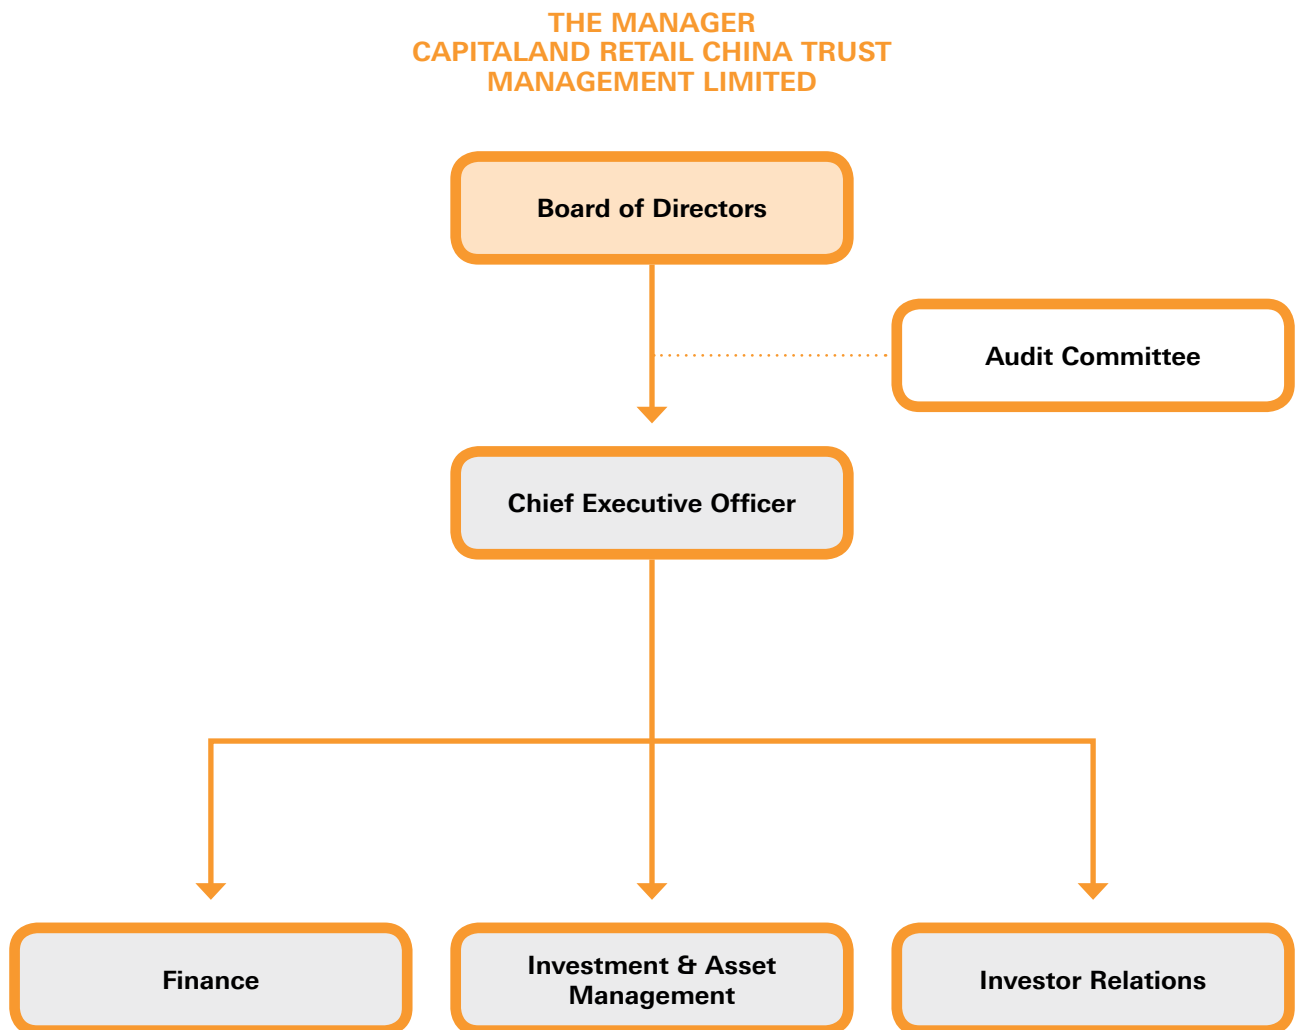 THE MANAGER
CAPITALAND RETAIL CHINA TRUST
MANAGEMENT LIMITED
Board of Directors
Audit Committee
Chief Executive Officer
Finance
Investment & Asset
Management
Investor Relations